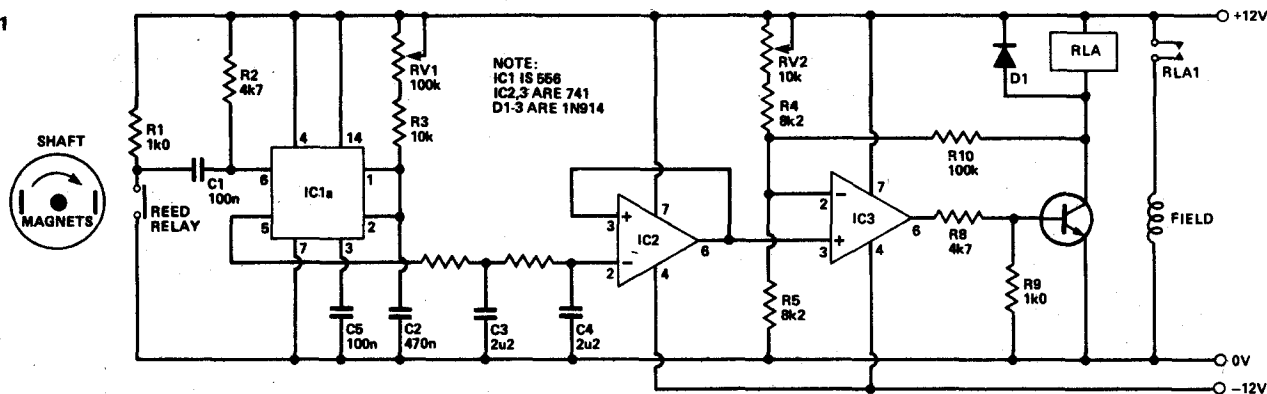 1
SHAFT
MAGNETS
R1
1k0
REED
RELAY
C1
100n
R2
4k7
6
5
4
14
IC1a
1
2
7
3
RV1
100k
R3
10k
C5
100n
C2
470n
NOTE:
IC1 IS 556
IC2,3 ARE 741
D1-3 ARE 1N914
C3
2u2
C4
2u2
3
+
2
−
IC2
7
6
4
RV2
10k
R4
8k2
R5
8k2
2
−
3
+
IC3
7
6
4
R10
100k
R8
4k7
R9
1k0
D1
RLA
RLA1
FIELD
+12V
0V
−12V